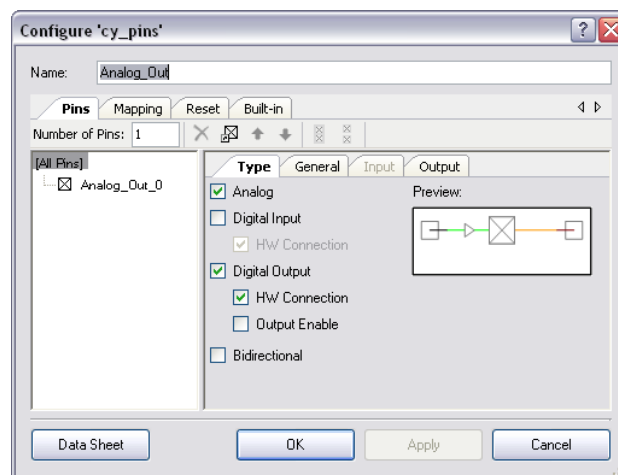 Configure 'cy_pins'
Name: Analog_Out
Pins Mapping Reset Built-in
Number of Pins: 1
[All Pins]
Analog_Out_0
Type General Input Output
Analog
Preview:
Digital Input
HW Connection
Digital Output
HW Connection
Output Enable
Bidirectional
Data Sheet OK Apply Cancel